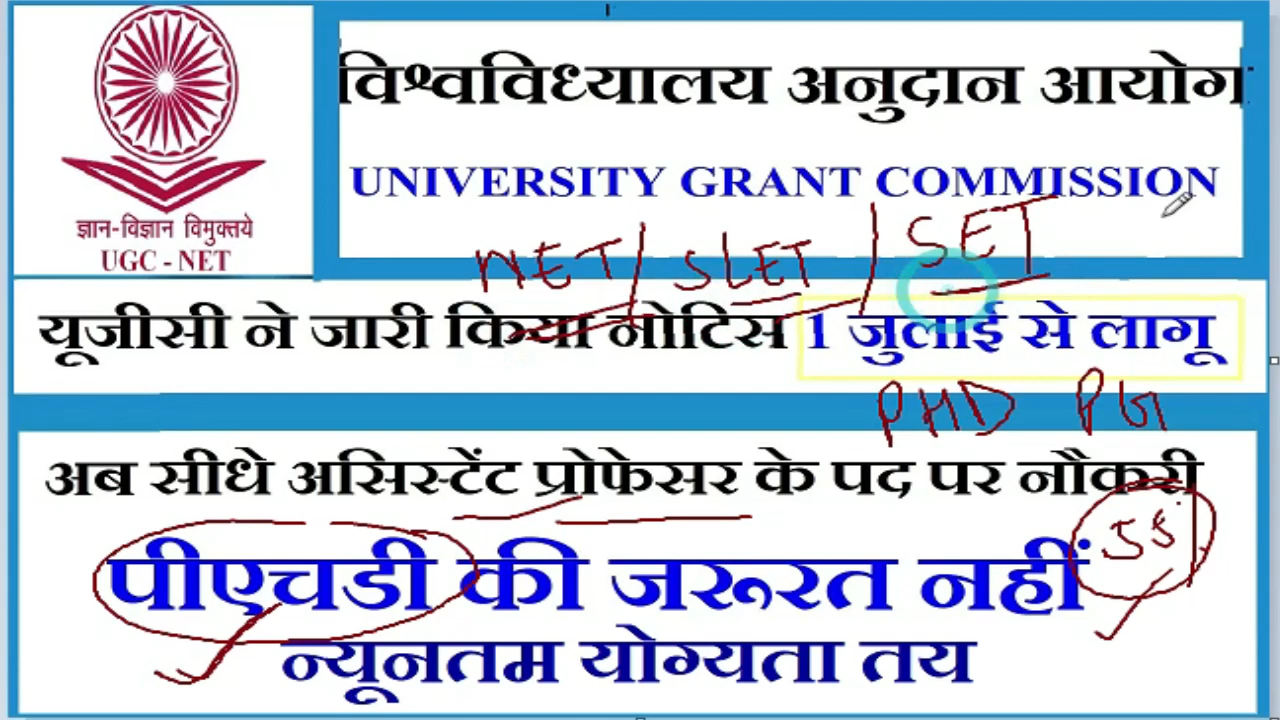 विश्वविध्यालय अनुदान आयोग
UNIVERSITY GRANT COMMISSION
ज्ञान-विज्ञान विमुक्तये
UGC - NET
NET/ SLET / SET
यूजीसी ने जारी किया नोटिस 1 जुलाई से लागू
PHD PG
अब सीधे असिस्टेंट प्रोफेसर के पद पर नौकरी
55
पीएचडी की जरूरत नहीं
न्यूनतम योग्यता तय